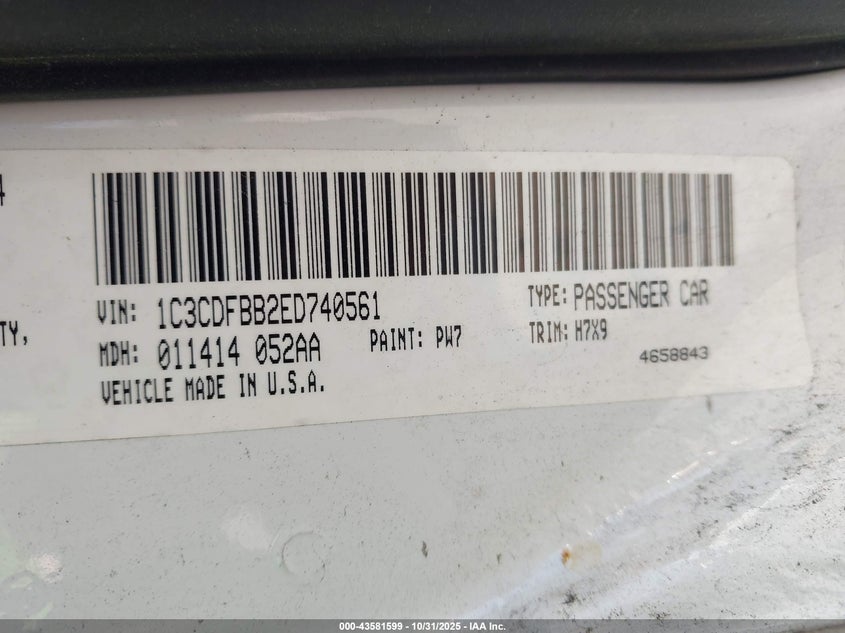 4
VIN: 1C3CDFBB2ED740561
TYPE: PASSENGER CAR
TY,
MDH: 011414 052AA
PAINT: PW7
TRIM: H7X9
4658843
VEHICLE MADE IN U.S.A.
000-43581599 - 10/31/2025 - IAA Inc.